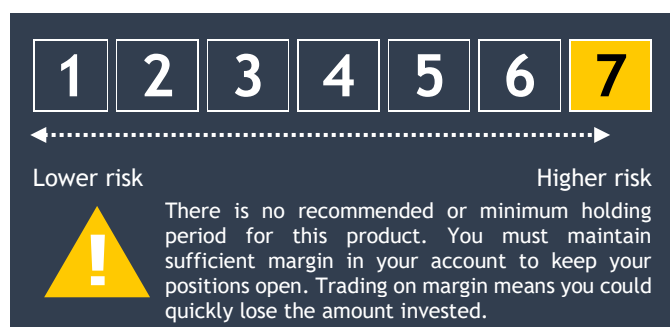 1 2 3 4 5 6 7
Lower risk Higher risk
!
There is no recommended or minimum holding
period for this product. You must maintain
sufficient margin in your account to keep your
positions open. Trading on margin means you could
quickly lose the amount invested.